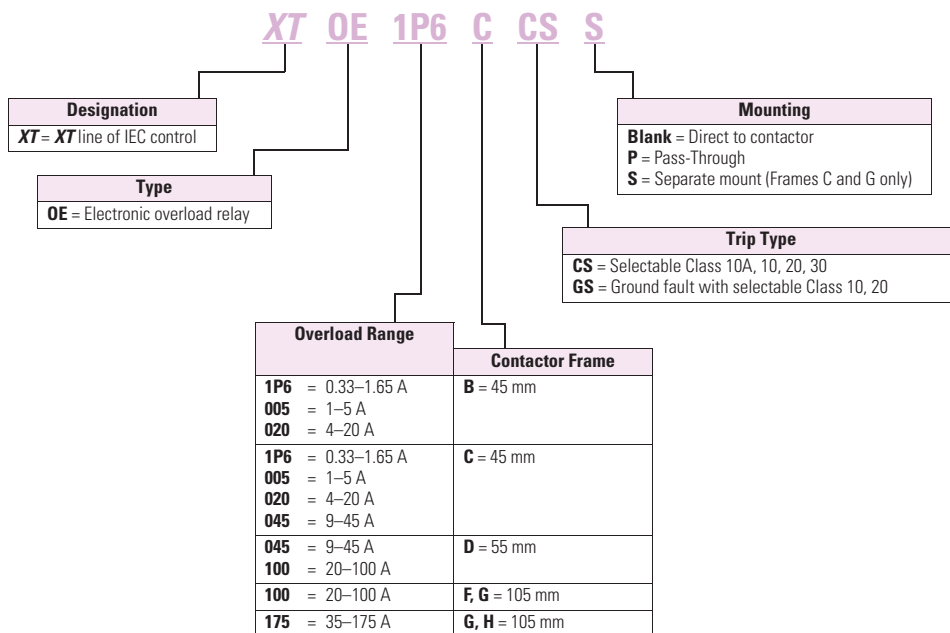 XT OE 1P6 C CS S
Designation
XT = XT line of IEC control
Type
OE = Electronic overload relay
Mounting
Blank = Direct to contactor
P = Pass-Through
S = Separate mount (Frames C and G only)
Trip Type
CS = Selectable Class 10A, 10, 20, 30
GS = Ground fault with selectable Class 10, 20
Overload Range
Contactor Frame
1P6 = 0.33–1.65 A B = 45 mm
005 = 1–5 A
020 = 4–20 A
1P6 = 0.33–1.65 A C = 45 mm
005 = 1–5 A
020 = 4–20 A
045 = 9–45 A
045 = 9–45 A D = 55 mm
100 = 20–100 A
100 = 20–100 A F, G = 105 mm
175 = 35–175 A G, H = 105 mm